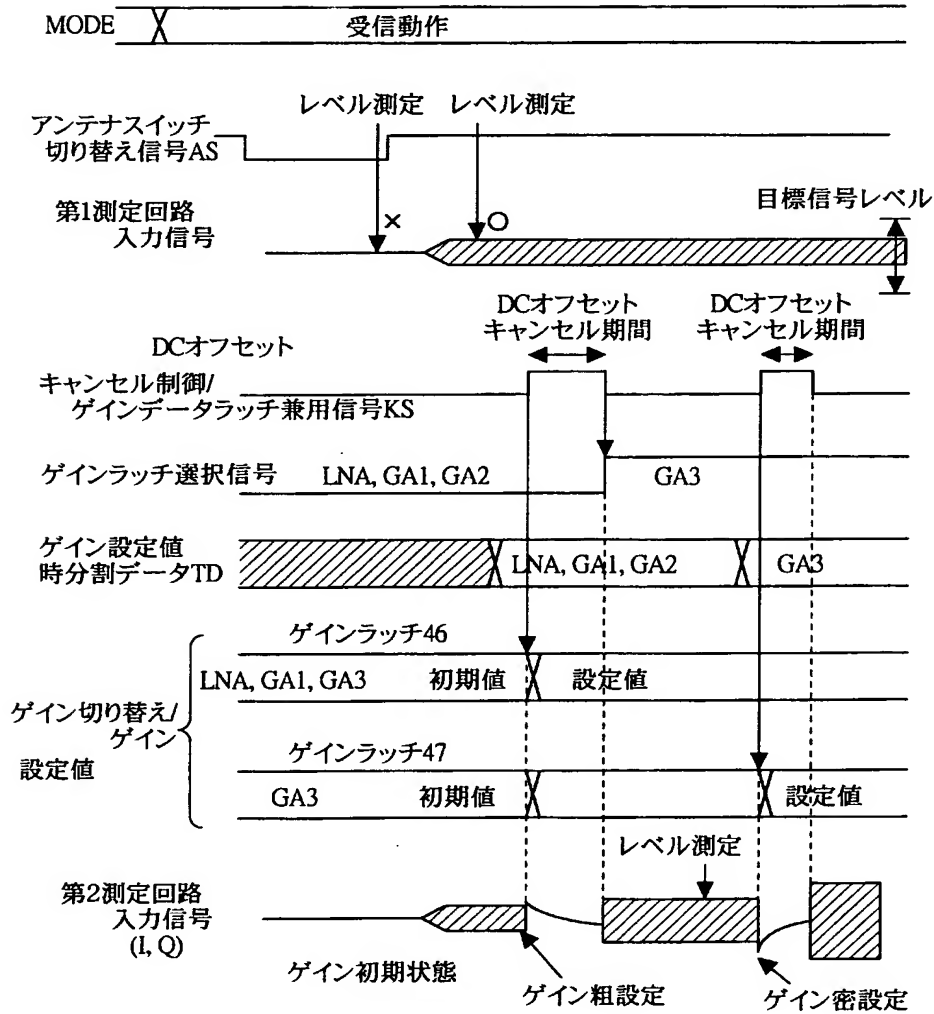 MODE
受信動作
レベル測定 レベル測定
アンテナスイッチ
切り替え信号AS
目標信号レベル
第1測定回路
入力信号
×
○
DCオフセット
キャンセル期間
DCオフセット
キャンセル期間
DCオフセット
キャンセル制御/
ゲインデータラッチ兼用信号KS
ゲインラッチ選択信号
LNA, GA1, GA2
GA3
ゲイン設定値
時分割データTD
LNA, GA1, GA2
GA3
ゲインラッチ46
LNA, GA1, GA3 初期値 設定値
ゲイン切り替え/
ゲイン
設定値
ゲインラッチ47
GA3 初期値 設定値
レベル測定
第2測定回路
入力信号
(I, Q)
ゲイン初期状態
ゲイン粗設定
ゲイン密設定